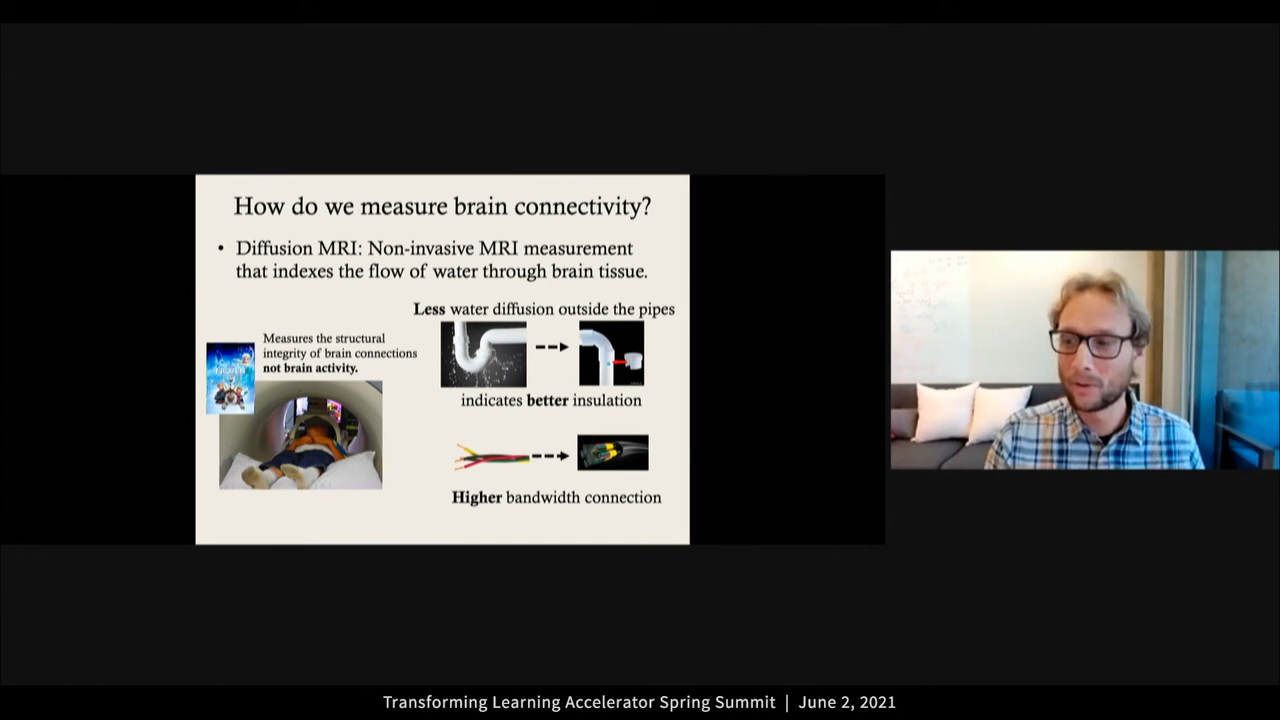 How do we measure brain connectivity?
• Diffusion MRI: Non-invasive MRI measurement
that indexes the flow of water through brain tissue.
Less water diffusion outside the pipes
Measures the structural
integrity of brain connections
not brain activity.
FROZEN
indicates better insulation
Higher bandwidth connection
Transforming Learning Accelerator Spring Summit | June 2, 2021